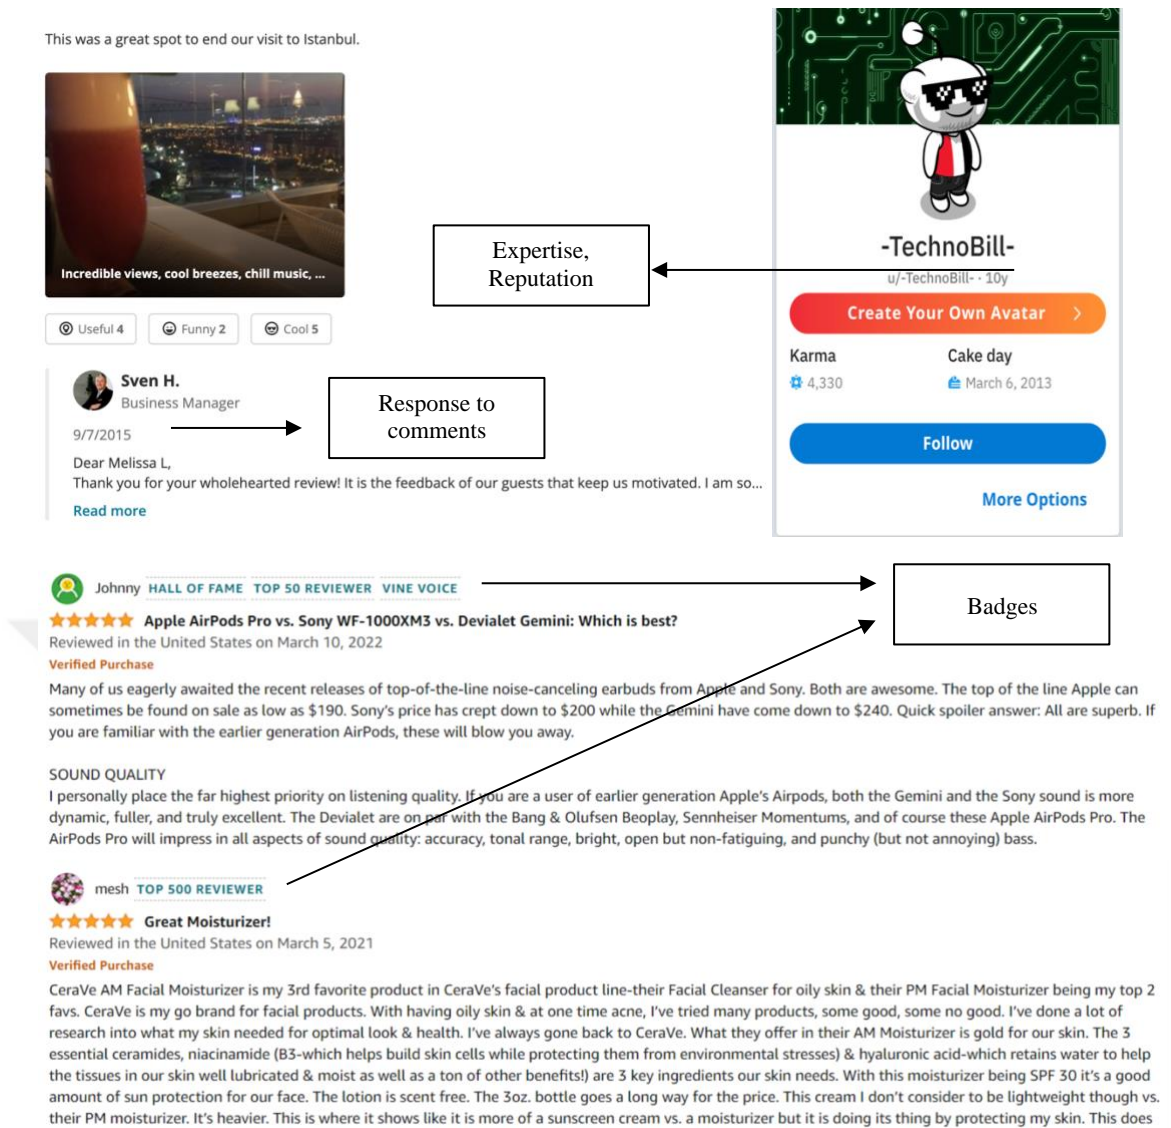 This was a great spot to end our visit to Istanbul.
Incredible views, cool breezes, chill music, ...
Useful 4
Funny 2
Cool 5
Sven H.
Business Manager
9/7/2015
Dear Melissa L,
Thank you for your wholehearted review! It is the feedback of our guests that keep us motivated. I am so...
Read more
Response to
comments
Expertise,
Reputation
-TechnoBill-
u/-TechnoBill- · 10y
Create Your Own Avatar
Karma
Cake day
4,330
March 6, 2013
Follow
More Options
Johnny HALL OF FAME TOP 50 REVIEWER VINE VOICE
Badges
Apple AirPods Pro vs. Sony WF-1000XM3 vs. Devialet Gemini: Which is best?
Reviewed in the United States on March 10, 2022
Verified Purchase
Many of us eagerly awaited the recent releases of top-of-the-line noise-canceling earbuds from Apple and Sony. Both are awesome. The top of the line Apple can
sometimes be found on sale as low as $190. Sony's price has crept down to $200 while the Gemini have come down to $240. Quick spoiler answer: All are superb. If
you are familiar with the earlier generation AirPods, these will blow you away.
SOUND QUALITY
I personally place the far highest priority on listening quality. If you are a user of earlier generation Apple's Airpods, both the Gemini and the Sony sound is more
dynamic, fuller, and truly excellent. The Devialet are on par with the Bang & Olufsen Beoplay, Sennheiser Momentums, and of course these Apple AirPods Pro. The
AirPods Pro will impress in all aspects of sound quality: accuracy, tonal range, bright, open but non-fatiguing, and punchy (but not annoying) bass.
mesh TOP 500 REVIEWER
Great Moisturizer!
Reviewed in the United States on March 5, 2021
Verified Purchase
CeraVe AM Facial Moisturizer is my 3rd favorite product in CeraVe's facial product line-their Facial Cleanser for oily skin & their PM Facial Moisturizer being my top 2
favs. CeraVe is my go brand for facial products. With having oily skin & at one time acne, I've tried many products, some good, some no good. I've done a lot of
research into what my skin needed for optimal look & health. I've always gone back to CeraVe. What they offer in their AM Moisturizer is gold for our skin. The 3
essential ceramides, niacinamide (B3-which helps build skin cells while protecting them from environmental stresses) & hyaluronic acid-which retains water to help
the tissues in our skin well lubricated & moist as well as a ton of other benefits!) are 3 key ingredients our skin needs. With this moisturizer being SPF 30 it's a good
amount of sun protection for our face. The lotion is scent free. The 3oz. bottle goes a long way for the price. This cream I don't consider to be lightweight though vs.
their PM moisturizer. It's heavier. This is where it shows like it is more of a sunscreen cream vs. a moisturizer but it is doing its thing by protecting my skin. This does